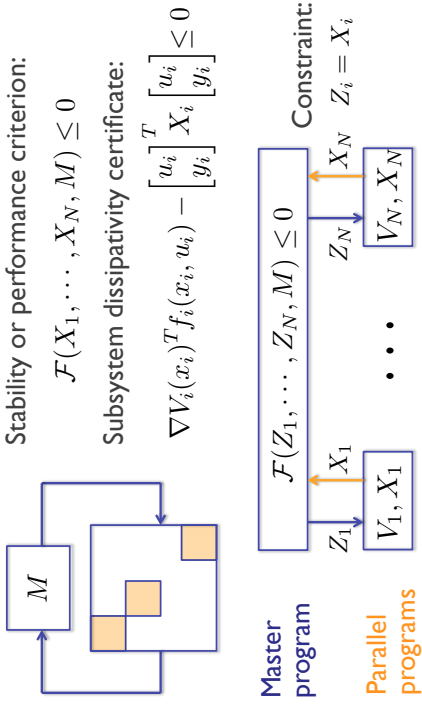 M
Stability or performance criterion:
$\mathcal{F}(X_1, \cdots, X_N, M) \leq 0$
Subsystem dissipativity certificate:
$\nabla V_i(x_i)^T f_i(x_i, u_i) - \begin{bmatrix} u_i \\ y_i \end{bmatrix}^T X_i \begin{bmatrix} u_i \\ y_i \end{bmatrix} \leq 0$
Master
program
$\mathcal{F}(Z_1, \cdots, Z_N, M) \leq 0$
Constraint:
$Z_i = X_i$
$Z_1$ $X_1$ $Z_N$ $X_N$
Parallel
programs
$V_1, X_1$ $\cdots$ $V_N, X_N$